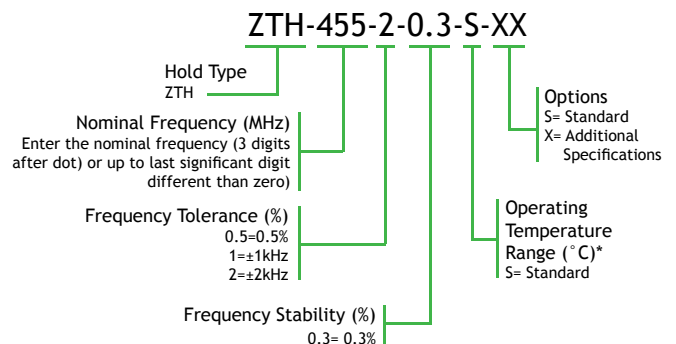 ZTH-455-2-0.3-S-XX
Hold Type
ZTH
Nominal Frequency (MHz)
Enter the nominal frequency (3 digits
after dot) or up to last significant digit
different than zero)
Frequency Tolerance (%)
0.5=0.5%
1=±1kHz
2=±2kHz
Frequency Stability (%)
0.3= 0.3%
Options
S= Standard
X= Additional
Specifications
Operating
Temperature
Range (°C)*
S= Standard